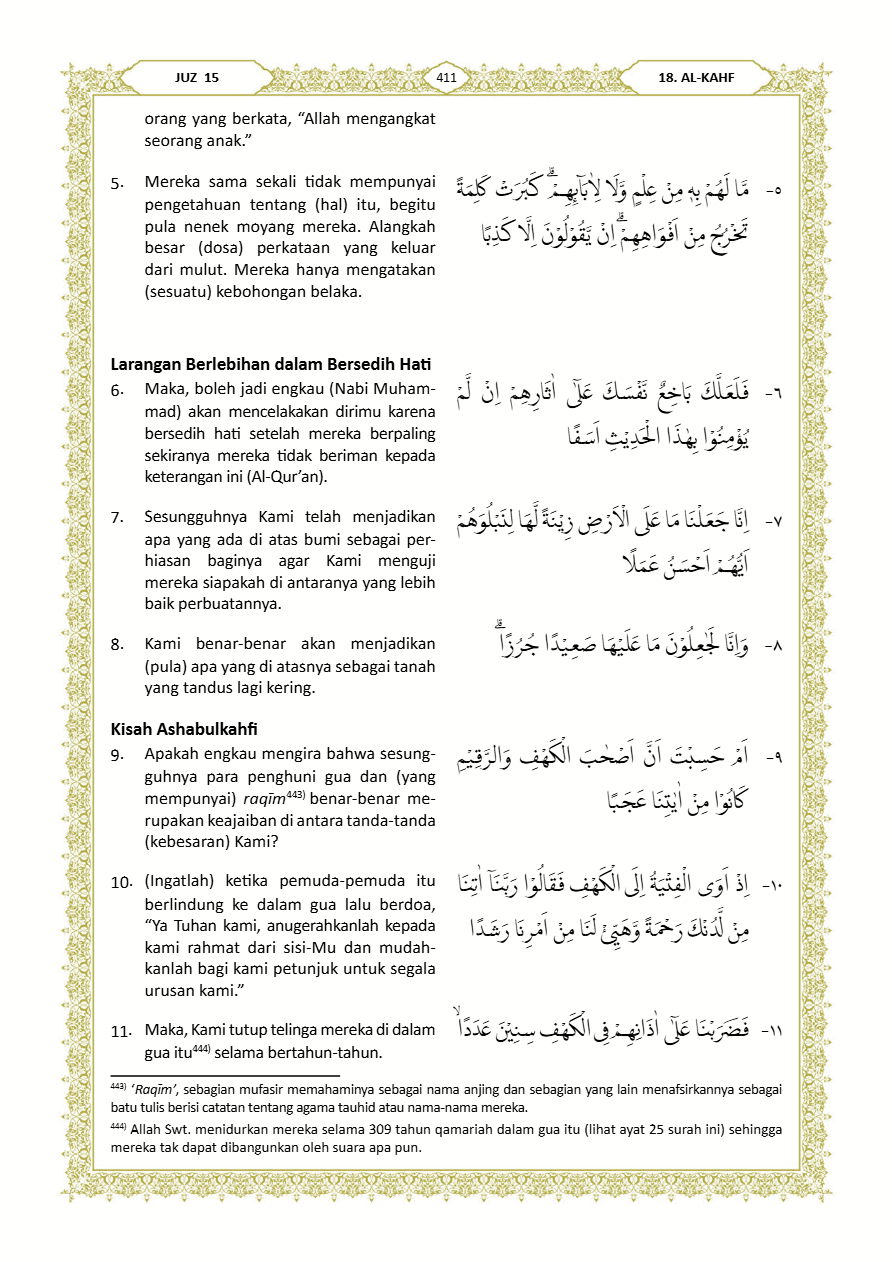 JUZ 15
411
18. AL-KAHF
orang yang berkata, “Allah mengangkat
seorang anak.”
5. Mereka sama sekali tidak mempunyai
pengetahuan tentang (hal) itu, begitu
pula nenek moyang mereka. Alangkah
besar (dosa) perkataan yang keluar
dari mulut. Mereka hanya mengatakan
(sesuatu) kebohongan belaka.
٥- مَّا لَهُمْ بِهٖ مِنْ عِلْمٍ وَّلَا لِاٰبَاۤىِٕهِمْۗ كَبُرَتْ كَلِمَةً
تَخْرُجُ مِنْ اَفْوَاهِهِمْۗ اِنْ يَّقُوْلُوْنَ اِلَّا كَذِبًا
Larangan Berlebihan dalam Bersedih Hati
6. Maka, boleh jadi engkau (Nabi Muham-
mad) akan mencelakakan dirimu karena
bersedih hati setelah mereka berpaling
sekiranya mereka tidak beriman kepada
keterangan ini (Al-Qur’an).
٦- فَلَعَلَّكَ بَاخِعٌ نَّفْسَكَ عَلٰٓى اٰثَارِهِمْ اِنْ لَّمْ
يُؤْمِنُوْا بِهٰذَا الْحَدِيْثِ اَسَفًا
7. Sesungguhnya Kami telah menjadikan
apa yang ada di atas bumi sebagai per-
hiasan baginya agar Kami menguji
mereka siapakah di antaranya yang lebih
baik perbuatannya.
٧- اِنَّا جَعَلْنَا مَا عَلَى الْاَرْضِ زِيْنَةً لَّهَا لِنَبْلُوَهُمْ
اَيُّهُمْ اَحْسَنُ عَمَلًا
8. Kami benar-benar akan menjadikan
(pula) apa yang di atasnya sebagai tanah
yang tandus lagi kering.
٨- وَاِنَّا لَجٰعِلُوْنَ مَا عَلَيْهَا صَعِيْدًا جُرُزًاۗ
Kisah Ashabulkahfi
9. Apakah engkau mengira bahwa sesung-
guhnya para penghuni gua dan (yang
mempunyai) raqīm⁴⁴³⁾ benar-benar me-
rupakan keajaiban di antara tanda-tanda
(kebesaran) Kami?
٩- اَمْ حَسِبْتَ اَنَّ اَصْحٰبَ الْكَهْفِ وَالرَّقِيْمِ
كَانُوْا مِنْ اٰيٰتِنَا عَجَبًا
10. (Ingatlah) ketika pemuda-pemuda itu
berlindung ke dalam gua lalu berdoa,
“Ya Tuhan kami, anugerahkanlah kepada
kami rahmat dari sisi-Mu dan mudah-
kanlah bagi kami petunjuk untuk segala
urusan kami.”
١٠- اِذْ اَوَى الْفِتْيَةُ اِلَى الْكَهْفِ فَقَالُوْا رَبَّنَآ اٰتِنَا
مِنْ لَّدُنْكَ رَحْمَةً وَّهَيِّئْ لَنَا مِنْ اَمْرِنَا رَشَدًا
11. Maka, Kami tutup telinga mereka di dalam
gua itu⁴⁴⁴⁾ selama bertahun-tahun.
١١- فَضَرَبْنَا عَلٰٓى اٰذَانِهِمْ فِى الْكَهْفِ سِنِيْنَ عَدَدًاۙ
⁴⁴³⁾ ‘Raqīm’, sebagian mufasir memahaminya sebagai nama anjing dan sebagian yang lain menafsirkannya sebagai
batu tulis berisi catatan tentang agama tauhid atau nama-nama mereka.
⁴⁴⁴⁾ Allah Swt. menidurkan mereka selama 309 tahun qamariah dalam gua itu (lihat ayat 25 surah ini) sehingga
mereka tak dapat dibangunkan oleh suara apa pun.